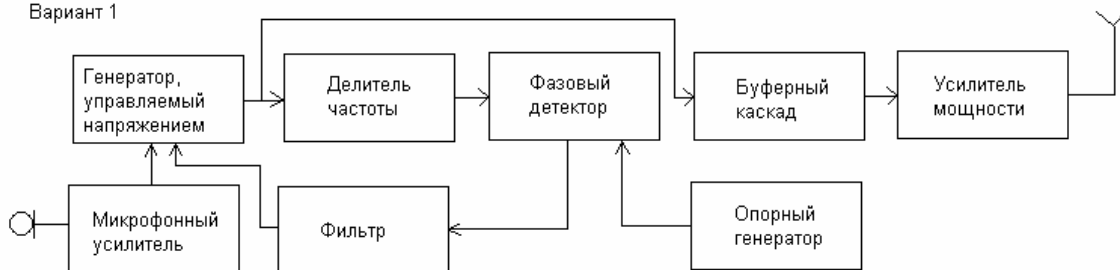 Вариант 1
Генератор,
управляемый
напряжением
Делитель
частоты
Фазовый
детектор
Буферный
каскад
Усилитель
мощности
Микрофонный
усилитель
Фильтр
Опорный
генератор